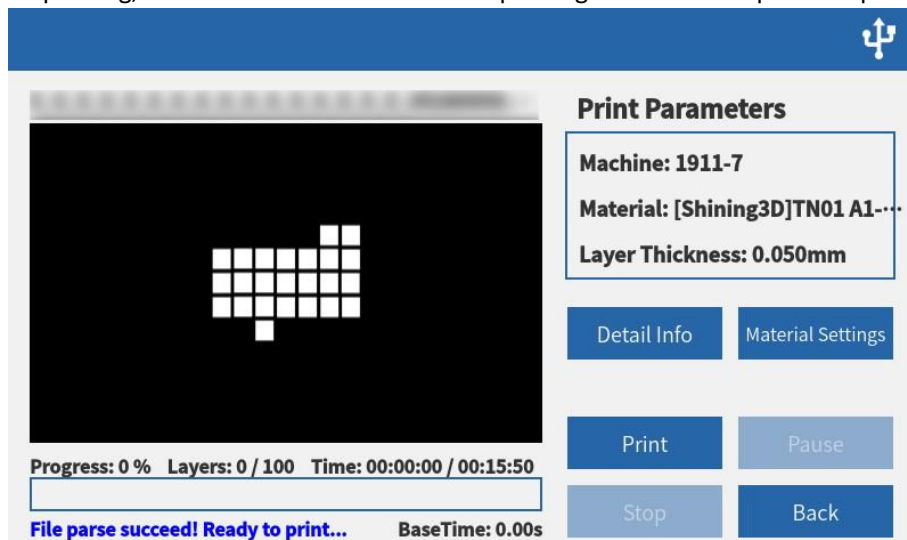 Print Parameters
Machine: 1911-7
Material: [Shining3D]TN01 A1-···
Layer Thickness: 0.050mm
Detail Info
Material Settings
Print
Pause
Progress: 0 % Layers: 0 / 100 Time: 00:00:00 / 00:15:50
Stop
Back
File parse succeed! Ready to print... BaseTime: 0.00s